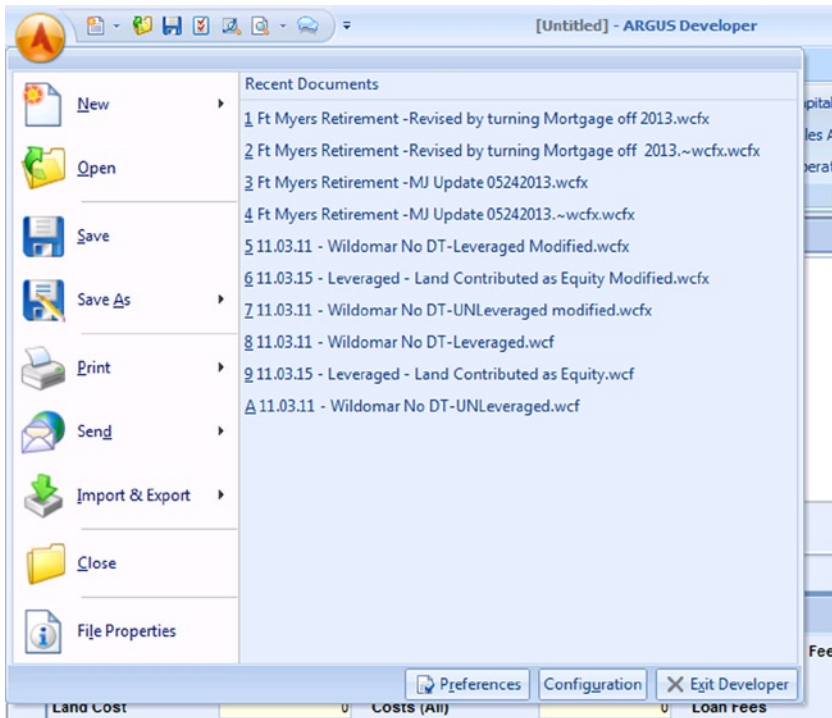 [Untitled] - ARGUS Developer
New
Open
Save
Save As
Print
Send
Import & Export
Close
File Properties
Recent Documents
1 Ft Myers Retirement -Revised by turning Mortgage off 2013.wcfx
2 Ft Myers Retirement -Revised by turning Mortgage off  2013.~wcfx.wcfx
3 Ft Myers Retirement -MJ Update 05242013.wcfx
4 Ft Myers Retirement -MJ Update 05242013.~wcfx.wcfx
5 11.03.11 - Wildomar No DT-Leveraged Modified.wcfx
6 11.03.15 - Leveraged - Land Contributed as Equity Modified.wcfx
7 11.03.11 - Wildomar No DT-UNLeveraged modified.wcfx
8 11.03.11 - Wildomar No DT-Leveraged.wcf
9 11.03.15 - Leveraged - Land Contributed as Equity.wcf
A 11.03.11 - Wildomar No DT-UNLeveraged.wcf
Preferences
Configuration
Exit Developer
Land Cost 0 Costs (All) 0 Loan Fees